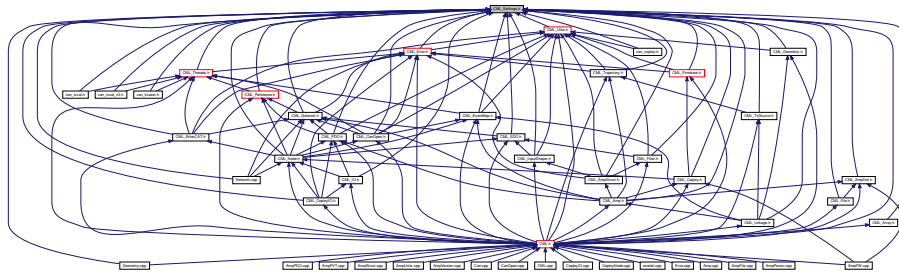 CML_Settings.h
CML_Utils.h
CML_Error.h
can_copley.h
CML_Geometry.h
CML_Threads.h
CML_Trajectory.h
CML_Firmware.h
can_ixxat.h
can_ixxat_v3.h
can_kvaser.h
CML_Reference.h
CML_Network.h
CML_EventMap.h
CML_TrjScurve.h
CML_EtherCAT.h
CML_PDO.h
CML_CanOpen.h
CML_SDO.h
CML_Node.h
CML_InputShaper.h
CML_Filter.h
Network.cpp
CML_IO.h
CML_AmpStruct.h
CML_Copley.h
CML_AmpDef.h
CML_CopleyIO.h
CML_Amp.h
CML_File.h
CML_Linkage.h
CML_Array.h
CML.h
Geometry.cpp
AmpPDO.cpp
AmpPVT.cpp
AmpStruct.cpp
AmpUnits.cpp
AmpVersion.cpp
Can.cpp
CanOpen.cpp
CML.cpp
CopleyIO.cpp
CopleyNode.cpp
ecatdc.cpp
Error.cpp
Amp.cpp
AmpFile.cpp
AmpParam.cpp
AmpFW.cpp